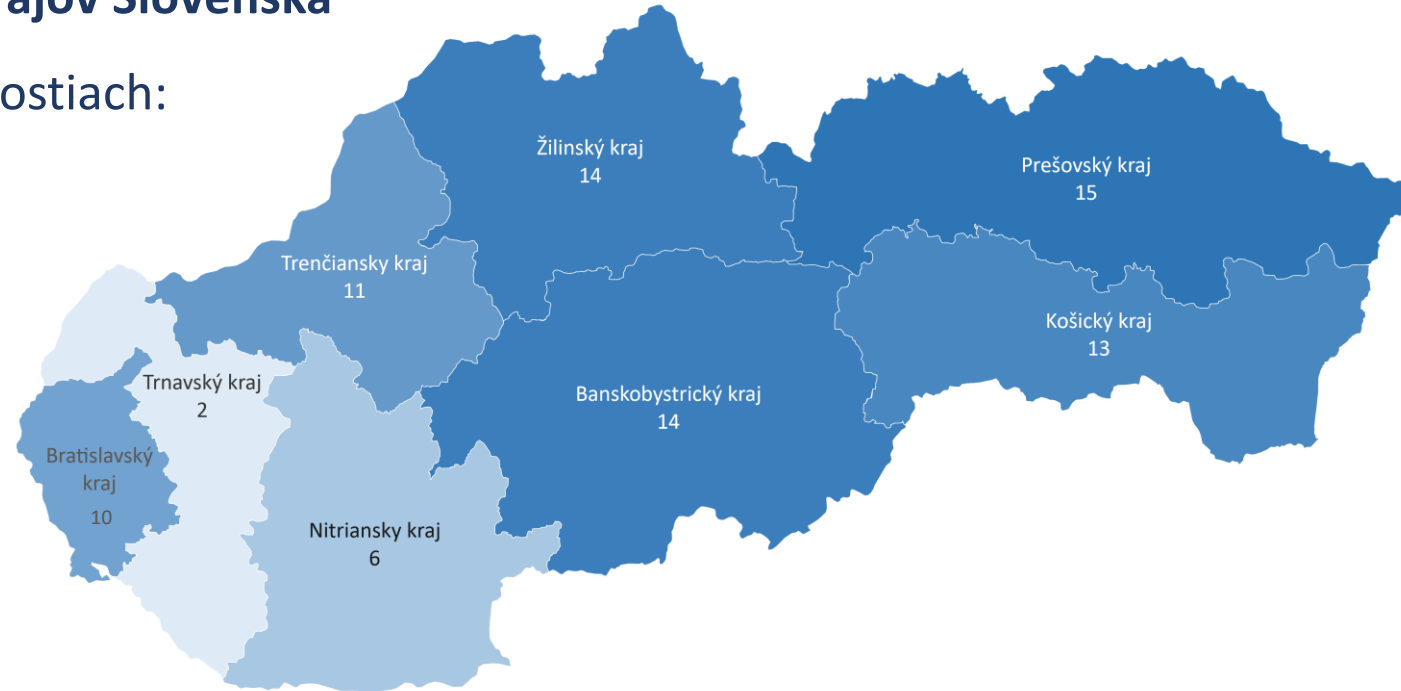 ajov Slovenska
ostiach:
Žilinský kraj
14
Prešovský kraj
15
Trenčiansky kraj
11
Košický kraj
13
Trnavský kraj
2
Banskobystrický kraj
14
Bratislavský
kraj
10
Nitriansky kraj
6